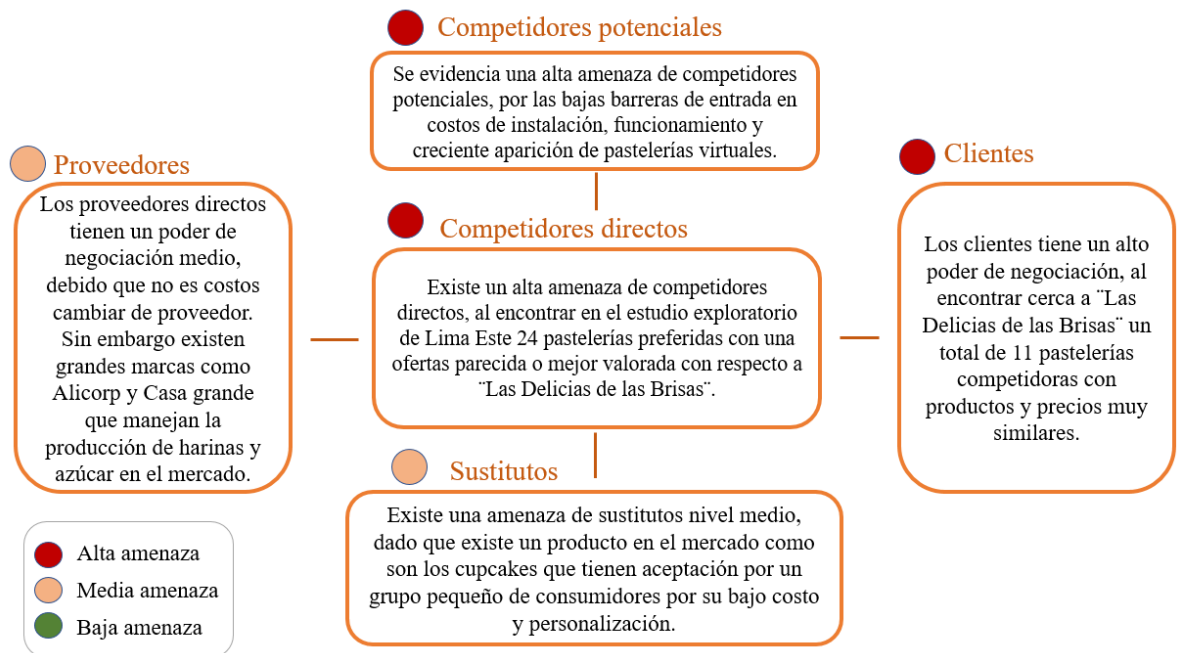 Competidores potenciales
Se evidencia una alta amenaza de competidores
potenciales, por las bajas barreras de entrada en
costos de instalación, funcionamiento y
creciente aparición de pastelerías virtuales.
Proveedores
Los proveedores directos
tienen un poder de
negociación medio,
debido que no es costos
cambiar de proveedor.
Sin embargo existen
grandes marcas como
Alicorp y Casa grande
que manejan la
producción de harinas y
azúcar en el mercado.
Competidores directos
Existe un alta amenaza de competidores
directos, al encontrar en el estudio exploratorio
de Lima Este 24 pastelerías preferidas con una
ofertas parecida o mejor valorada con respecto a
¨Las Delicias de las Brisas¨.
Clientes
Los clientes tiene un alto
poder de negociación, al
encontrar cerca a ¨Las
Delicias de las Brisas¨ un
total de 11 pastelerías
competidoras con
productos y precios muy
similares.
Sustitutos
Existe una amenaza de sustitutos nivel medio,
dado que existe un producto en el mercado como
son los cupcakes que tienen aceptación por un
grupo pequeño de consumidores por su bajo costo
y personalización.
Alta amenaza
Media amenaza
Baja amenaza